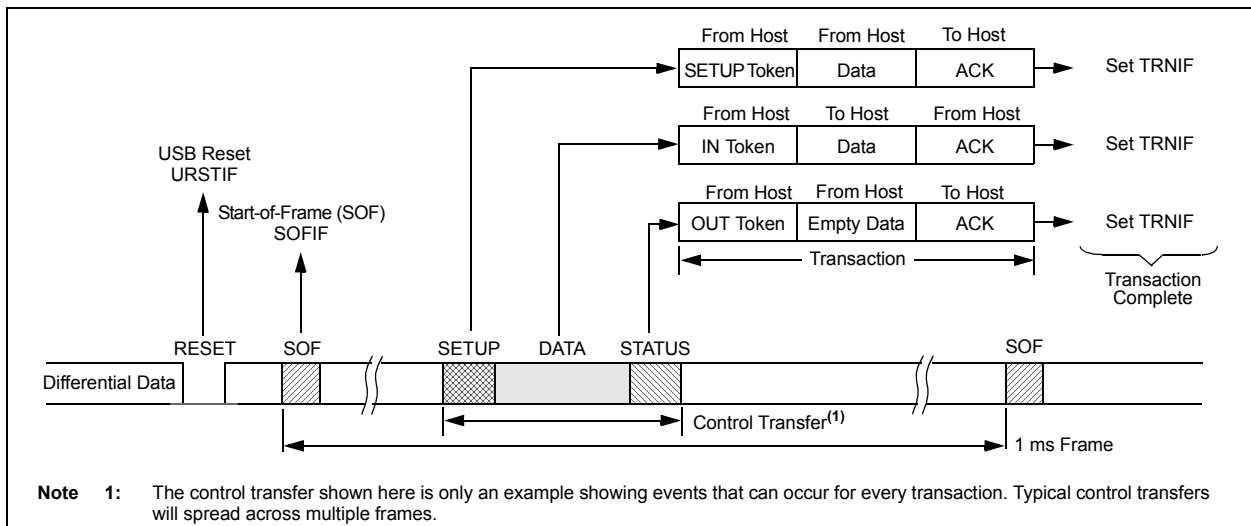 From Host From Host To Host
SETUP Token Data ACK Set TRNIF
From Host To Host From Host
IN Token Data ACK Set TRNIF
USB Reset
URSTIF
From Host From Host To Host
Start-of-Frame (SOF)
SOFIF
OUT Token Empty Data ACK Set TRNIF
Transaction
Transaction
Complete
RESET SOF SETUP DATA STATUS SOF
Differential Data
Control Transfer(1)
1 ms Frame
Note 1: The control transfer shown here is only an example showing events that can occur for every transaction. Typical control transfers
will spread across multiple frames.